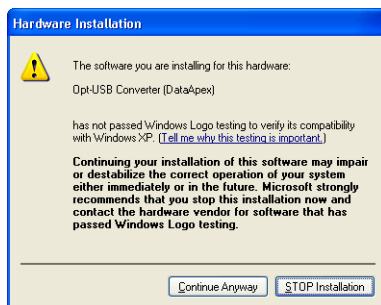 Hardware Installation
The software you are installing for this hardware:
Opt-USB Converter (DataApex)
has not passed Windows Logo testing to verify its compatibility
with Windows XP. (Tell me why this testing is important.)
Continuing your installation of this software may impair
or destabilize the correct operation of your system
either immediately or in the future. Microsoft strongly
recommends that you stop this installation now and
contact the hardware vendor for software that has
passed Windows Logo testing.
Continue Anyway
STOP Installation